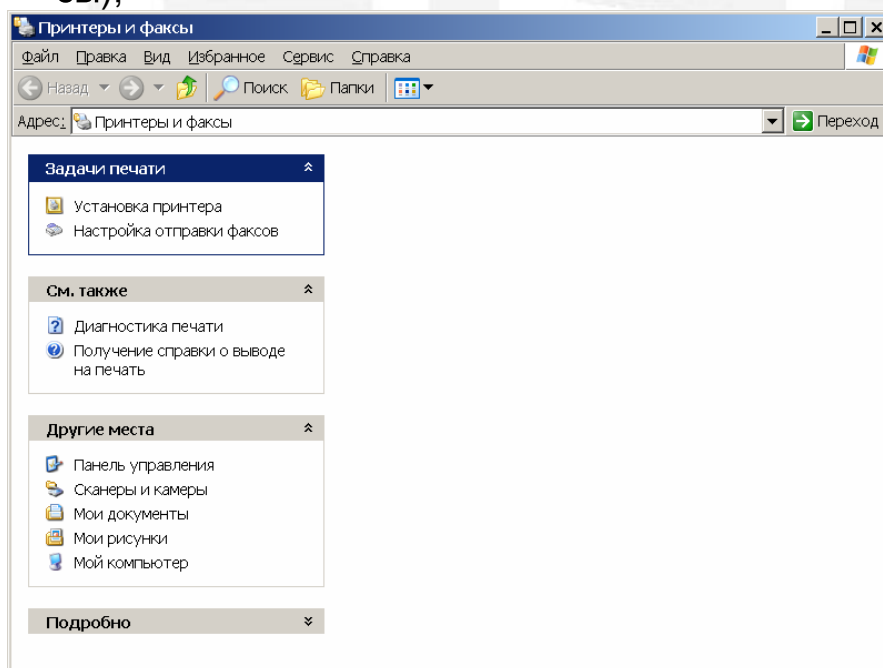 сы);
Принтеры и факсы
Файл Правка Вид Избранное Сервис Справка
Назад Поиск Папки
Адрес: Принтеры и факсы Переход
Задачи печати
Установка принтера
Настройка отправки факсов
См. также
Диагностика печати
Получение справки о выводе
на печать
Другие места
Панель управления
Сканеры и камеры
Мои документы
Мои рисунки
Мой компьютер
Подробно